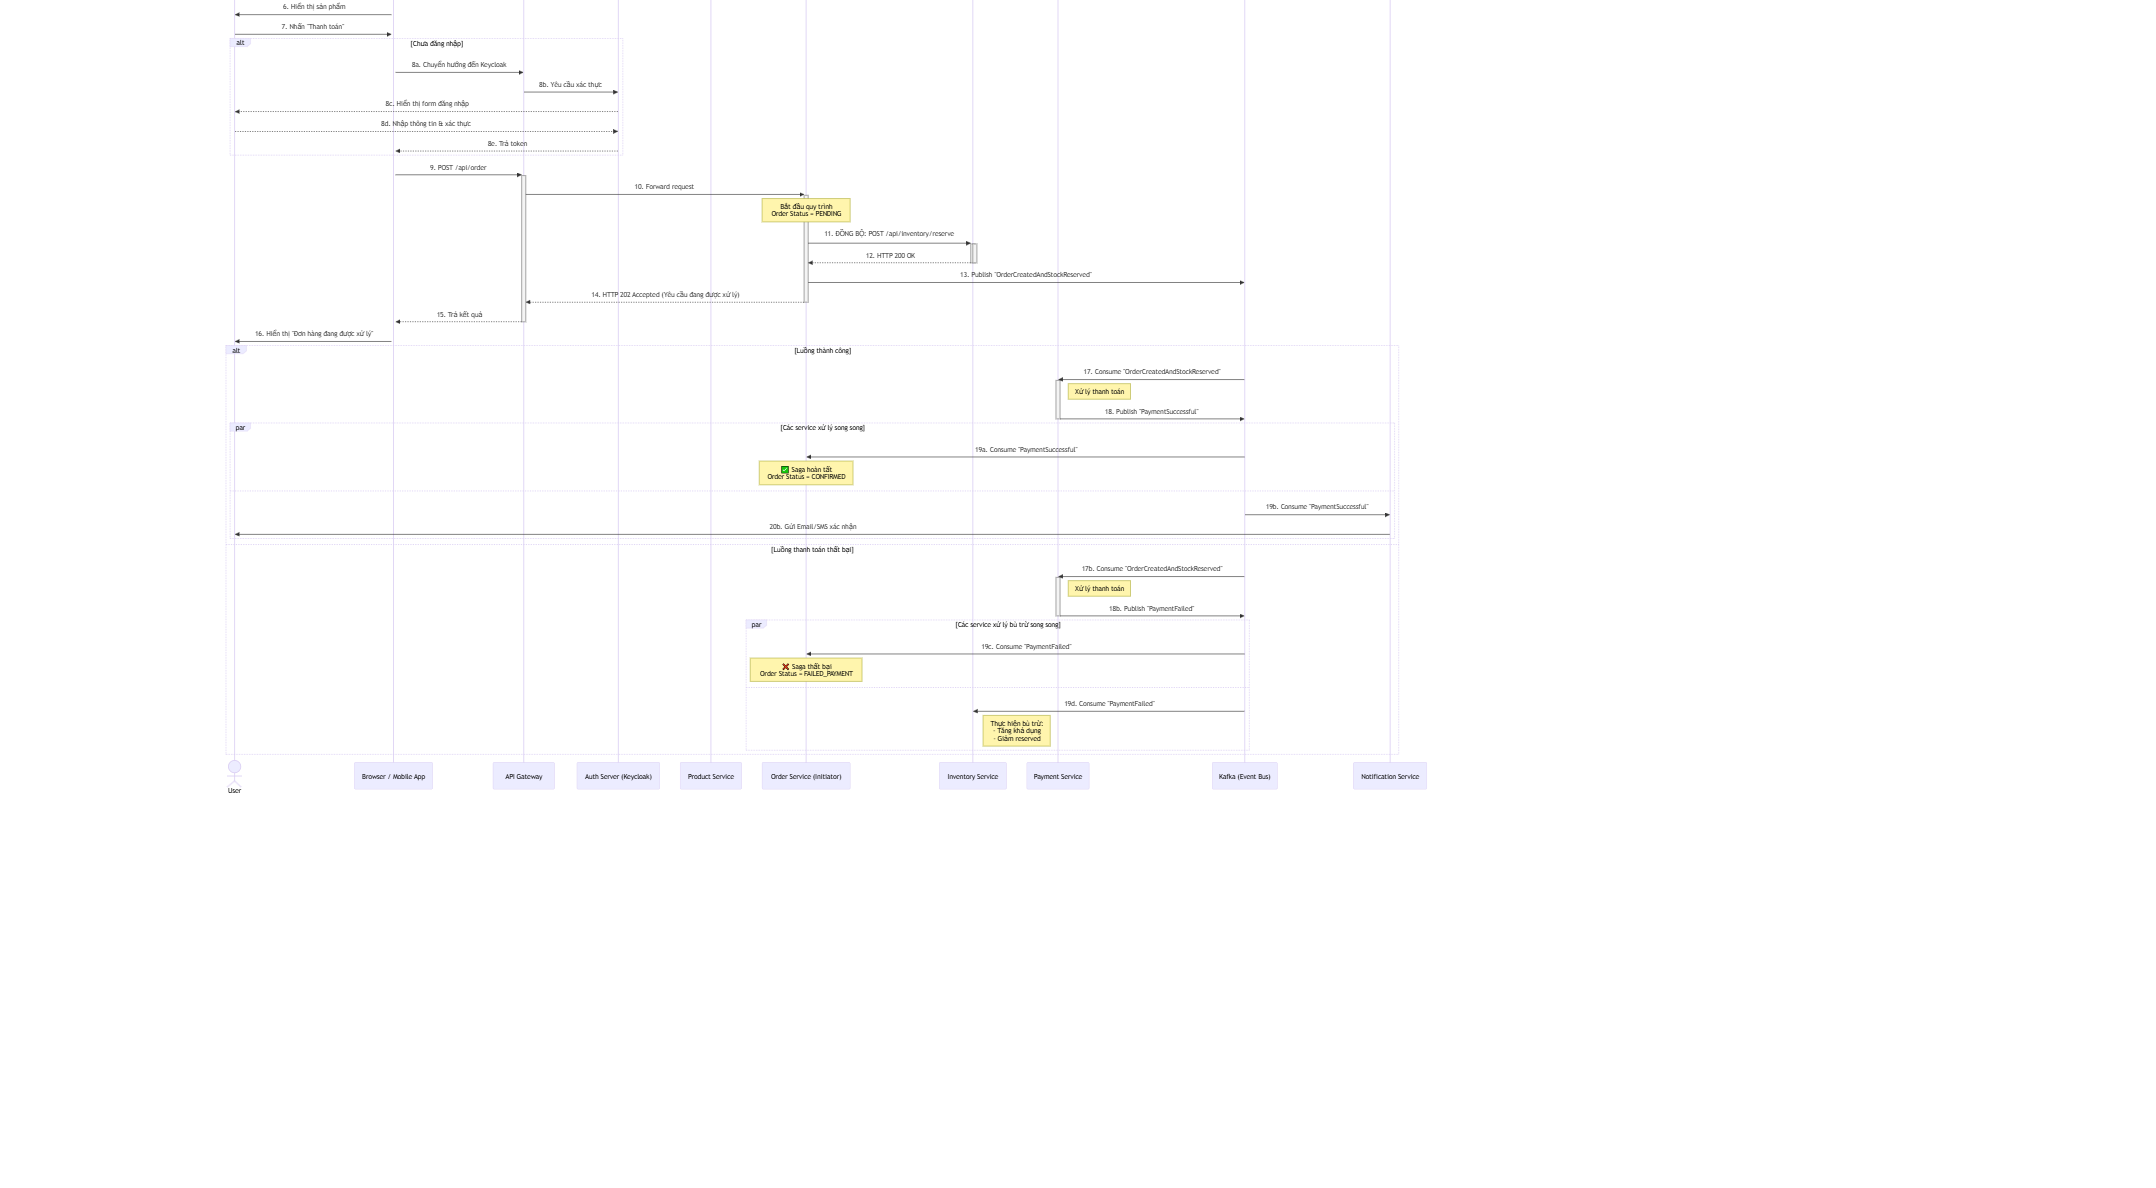 6. Hiển thị sản phẩm
7. Nhấn "Thanh toán"
alt
[Chưa đăng nhập]
8a. Chuyển hướng đến Keycloak
8b. Yêu cầu xác thực
8c. Hiển thị form đăng nhập
8d. Nhập thông tin & xác thực
8e. Trả token
9. POST /api/order
10. Forward request
Bắt đầu quy trình
Order Status = PENDING
11. ĐỒNG BỘ: POST /api/inventory/reserve
12. HTTP 200 OK
13. Publish "OrderCreatedAndStockReserved"
14. HTTP 202 Accepted (Yêu cầu đang được xử lý)
15. Trả kết quả
16. Hiển thị "Đơn hàng đang được xử lý"
alt
[Luồng thành công]
17. Consume "OrderCreatedAndStockReserved"
Xử lý thanh toán
18. Publish "PaymentSuccessful"
par
[Các service xử lý song song]
19a. Consume "PaymentSuccessful"
✅ Saga hoàn tất
Order Status = CONFIRMED
19b. Consume "PaymentSuccessful"
20b. Gửi Email/SMS xác nhận
[Luồng thanh toán thất bại]
17b. Consume "OrderCreatedAndStockReserved"
Xử lý thanh toán
18b. Publish "PaymentFailed"
par
[Các service xử lý bù trừ song song]
19c. Consume "PaymentFailed"
❌ Saga thất bại
Order Status = FAILED_PAYMENT
19d. Consume "PaymentFailed"
Thực hiện bù trừ:
- Tăng khả dụng
- Giảm reserved
User
Browser / Mobile App
API Gateway
Auth Server (Keycloak)
Product Service
Order Service (Initiator)
Inventory Service
Payment Service
Kafka (Event Bus)
Notification Service